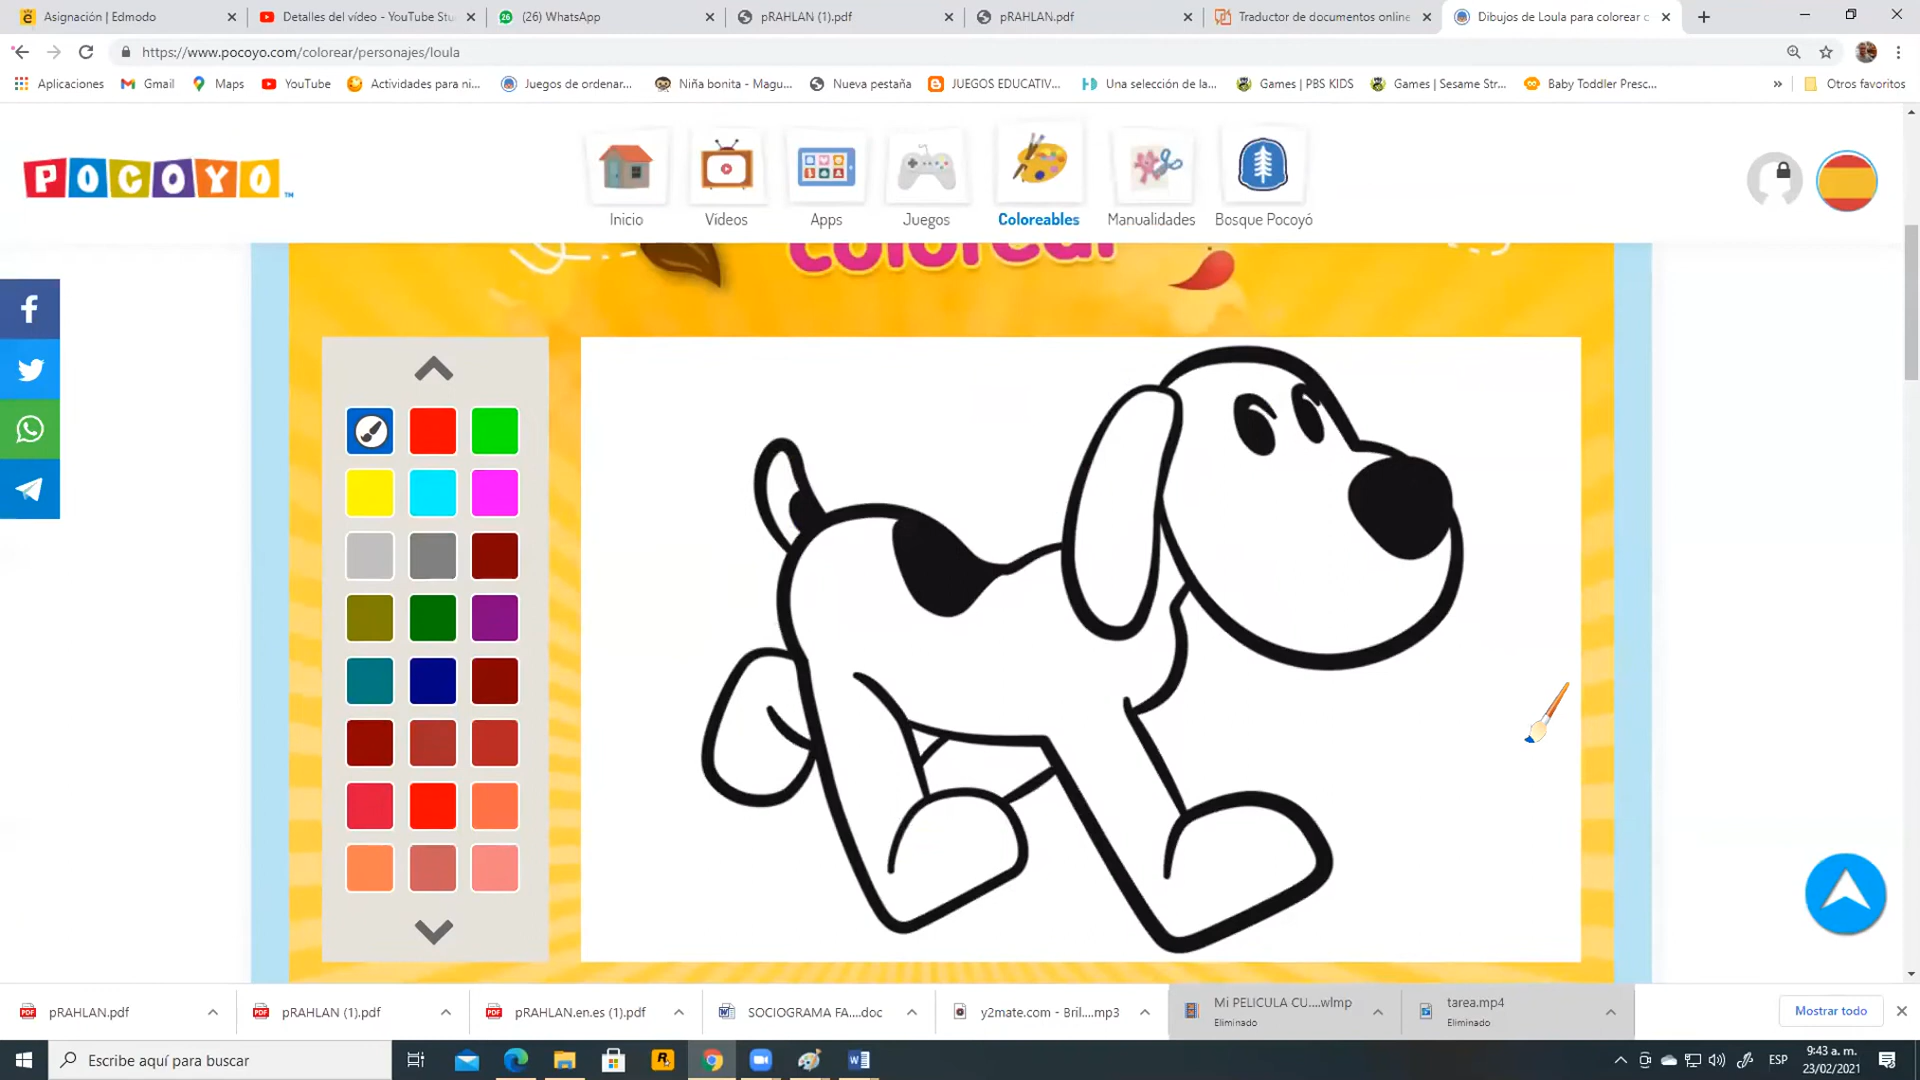 Asignación | Edmodo
Detalles del vídeo - YouTube Stu
(26) WhatsApp
pRAHLAN (1).pdf
pRAHLAN.pdf
Traductor de documentos online
Dibujos de Loula para colorear c
https://www.pocoyo.com/colorear/personajes/loula
Aplicaciones
Gmail
Maps
YouTube
Actividades para ni...
Juegos de ordenar...
Niña bonita - Magu...
Nueva pestaña
JUEGOS EDUCATIV...
Una selección de la...
Games | PBS KIDS
Games | Sesame Str...
Baby Toddler Presc...
»
Otros favoritos
POCOYO™
Inicio
Videos
Apps
Juegos
Coloreables
Manualidades
Bosque Pocoyó
colorear
pRAHLAN.pdf
pRAHLAN (1).pdf
pRAHLAN.en.es (1).pdf
SOCIOGRAMA FA....doc
y2mate.com - Bril....mp3
Mi PELICULA CU....wlmp
Eliminado
tarea.mp4
Eliminado
Mostrar todo
Escribe aquí para buscar
ESP
9:43 a. m.
23/02/2021